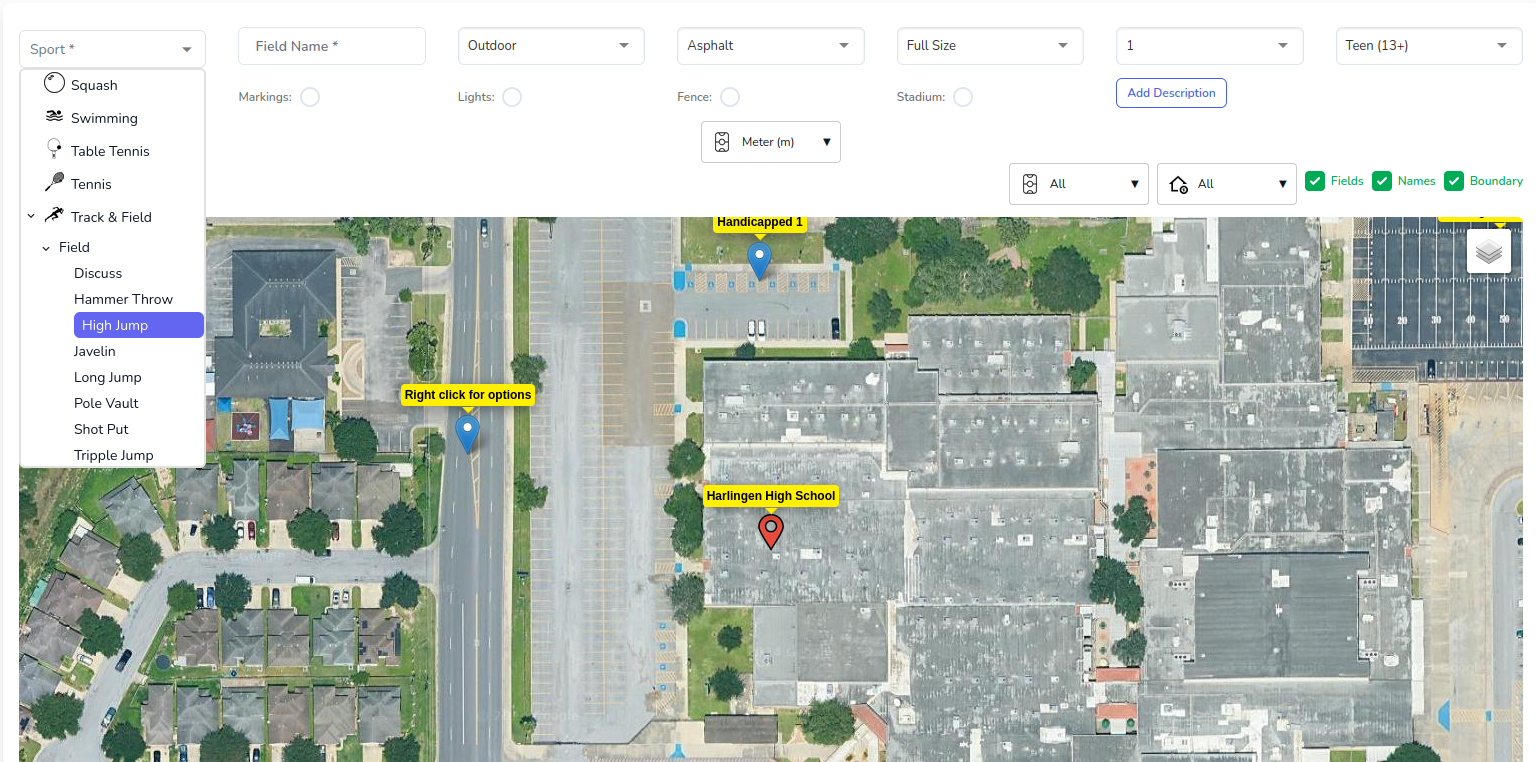 Sport *
Field Name *
Outdoor
Asphalt
Full Size
1
Teen (13+)
Squash
Swimming
Table Tennis
Tennis
Track & Field
Field
Discuss
Hammer Throw
High Jump
Javelin
Long Jump
Pole Vault
Shot Put
Tripple Jump
Markings:
Lights:
Fence:
Stadium:
Add Description
Meter (m)
All
All
Fields
Names
Boundary
Handicapped 1
10 20 30 40 50
Right click for options
Harlingen High School